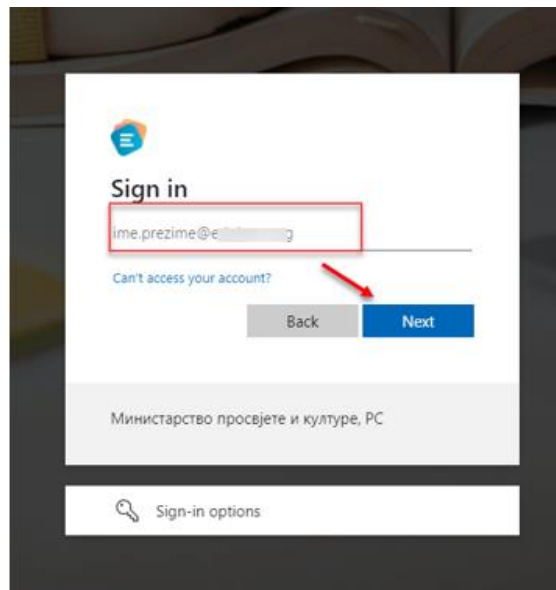 Sign in
ime.prezime@e
Can't access your account?
Back Next
Министарство просвјете и културе, РС
Sign-in options